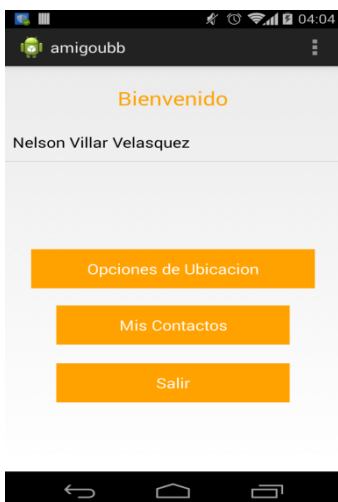 04:04
amigoubb
Bienvenido
Nelson Villar Velasquez
Opciones de Ubicacion
Mis Contactos
Salir